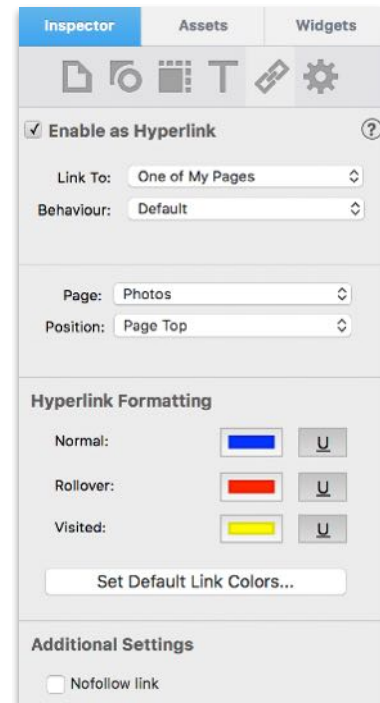 Inspector Assets Widgets
T
Enable as Hyperlink ?
Link To: One of My Pages
Behaviour: Default
Page: Photos
Position: Page Top
Hyperlink Formatting
Normal: U
Rollover: U
Visited: U
Set Default Link Colors...
Additional Settings
Nofollow link